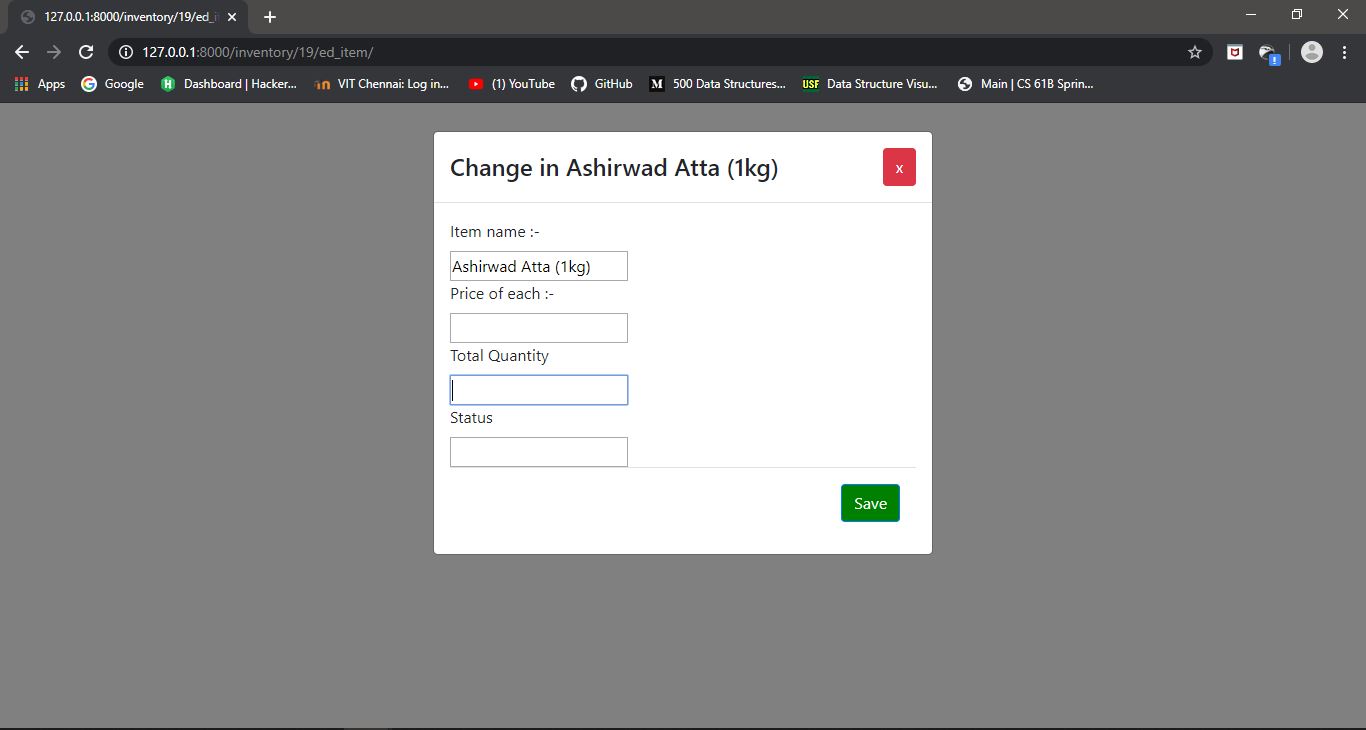 127.0.0.1:8000/inventory/19/ed_i
127.0.0.1:8000/inventory/19/ed_item/
Apps Google Dashboard | Hacker... VIT Chennai: Log in... (1) YouTube GitHub M 500 Data Structures... USF Data Structure Visu... Main | CS 61B Sprin...
Change in Ashirwad Atta (1kg) x
Item name :-
Ashirwad Atta (1kg)
Price of each :-
Total Quantity
Status
Save